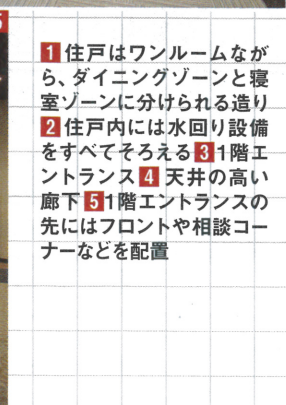 1 住戸はワンルームなが
ら、ダイニングゾーンと寝
室ゾーンに分けられる造り
2 住戸内には水回り設備
をすべてそろえる 3 1階エ
ントランス 4 天井の高い
廊下 5 1階エントランスの
先にはフロントや相談コー
ナーなどを配置